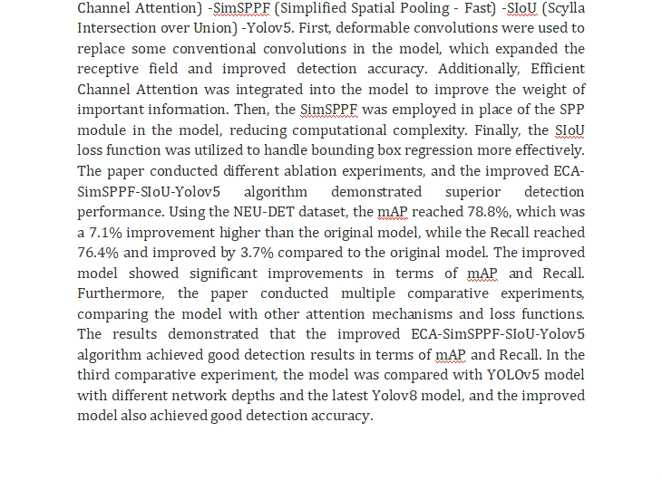 Channel Attention) -SimSPPF (Simplified Spatial Pooling - Fast) -SIoU (Scylla
Intersection over Union) -Yolov5. First, deformable convolutions were used to
replace some conventional convolutions in the model, which expanded the
receptive field and improved detection accuracy. Additionally, Efficient
Channel Attention was integrated into the model to improve the weight of
important information. Then, the SimSPPF was employed in place of the SPP
module in the model, reducing computational complexity. Finally, the SIoU
loss function was utilized to handle bounding box regression more effectively.
The paper conducted different ablation experiments, and the improved ECA-
SimSPPF-SIoU-Yolov5 algorithm demonstrated superior detection
performance. Using the NEU-DET dataset, the mAP reached 78.8%, which was
a 7.1% improvement higher than the original model, while the Recall reached
76.4% and improved by 3.7% compared to the original model. The improved
model showed significant improvements in terms of mAP and Recall.
Furthermore, the paper conducted multiple comparative experiments,
comparing the model with other attention mechanisms and loss functions.
The results demonstrated that the improved ECA-SimSPPF-SIoU-Yolov5
algorithm achieved good detection results in terms of mAP and Recall. In the
third comparative experiment, the model was compared with YOLOv5 model
with different network depths and the latest Yolov8 model, and the improved
model also achieved good detection accuracy.